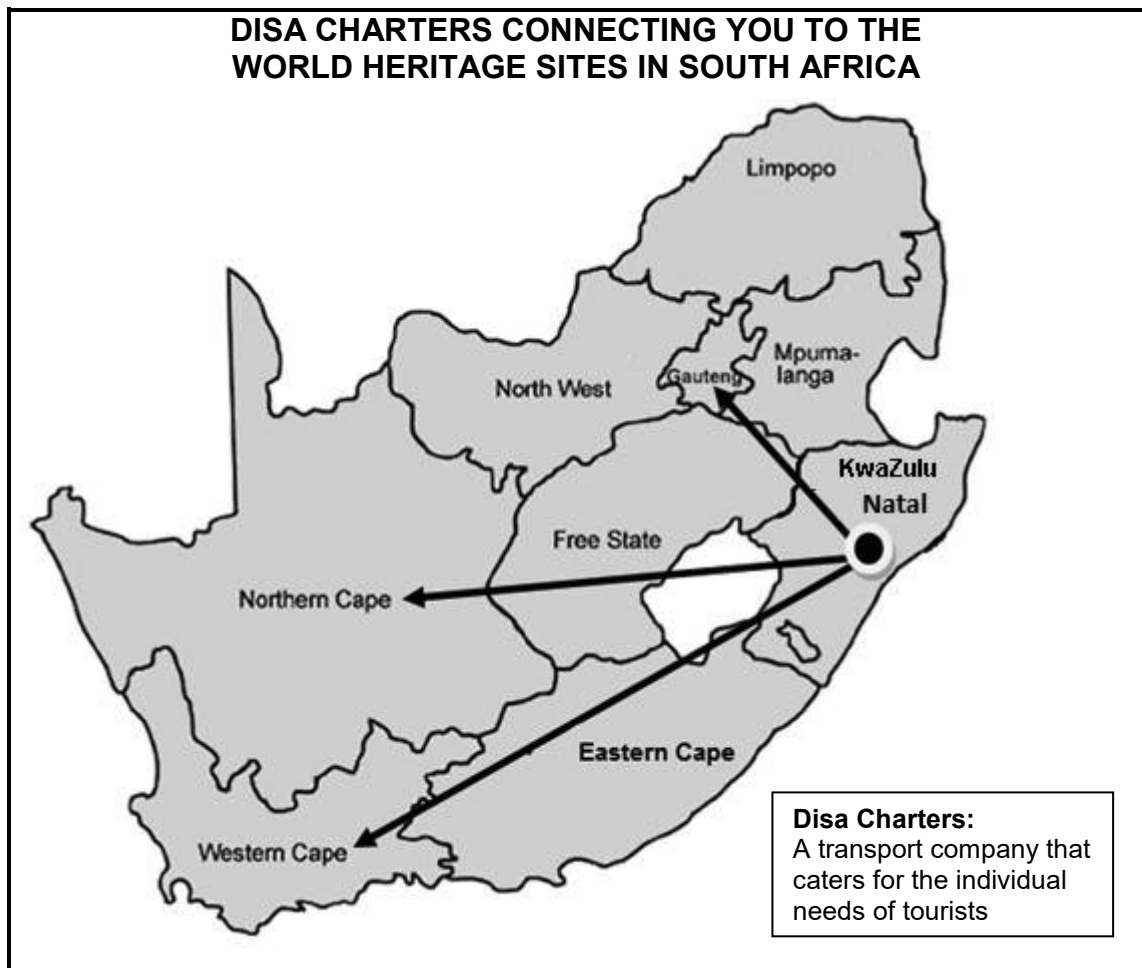 DISA CHARTERS CONNECTING YOU TO THE
WORLD HERITAGE SITES IN SOUTH AFRICA
Limpopo
Mpuma-
langa
Gauteng
North West
KwaZulu
Natal
Free State
Northern Cape
Eastern Cape
Western Cape
Disa Charters:
A transport company that
caters for the individual
needs of tourists